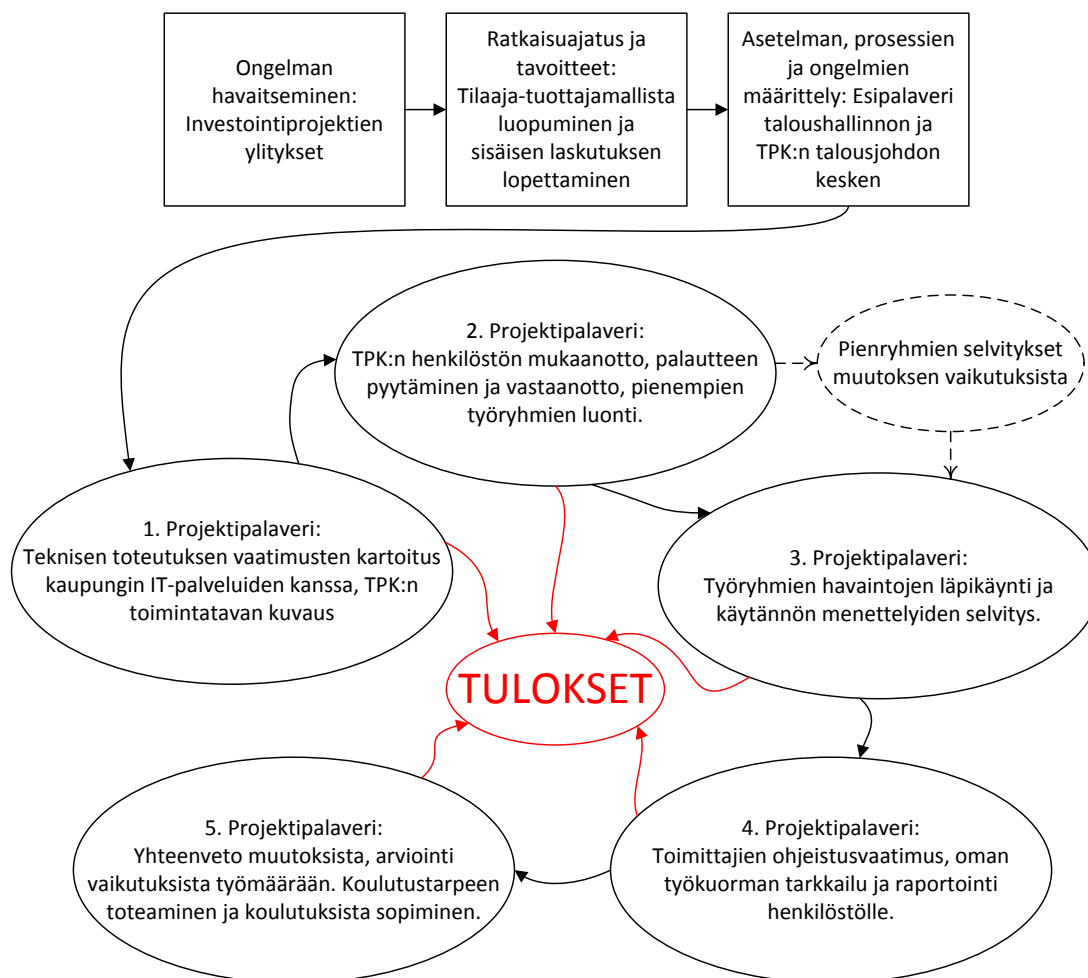 Ongelman
havaitseminen:
Investointiprojektien
ylitykset
Ratkaisuajatus ja
tavoitteet:
Tilaaja-tuottajamallista
luopuminen ja
sisäisen laskutuksen
lopettaminen
Asetelman, prosessien
ja ongelmien
määrittely: Esipalaveri
taloushallinnon ja
TPK:n talousjohdon
kesken
2. Projektipalaveri:
TPK:n henkilöstön mukaanotto, palautteen
pyytäminen ja vastaanotto, pienempien
työryhmien luonti.
Pienryhmien selvitykset
muutoksen vaikutuksista
1. Projektipalaveri:
Teknisen toteutuksen vaatimusten kartoitus
kaupungin IT-palveluiden kanssa, TPK:n
toimintatavan kuvaus
3. Projektipalaveri:
Työryhmien havaintojen läpikäynti ja
käytännön menettelyiden selvitys.
TULOKSET
5. Projektipalaveri:
Yhteenveto muutoksista, arviointi
vaikutuksista työmäärään. Koulutustarpeen
toteaminen ja koulutuksista sopiminen.
4. Projektipalaveri:
Toimittajien ohjeistusvaatimus, oman
työkuorman tarkkailu ja raportointi
henkilöstölle.